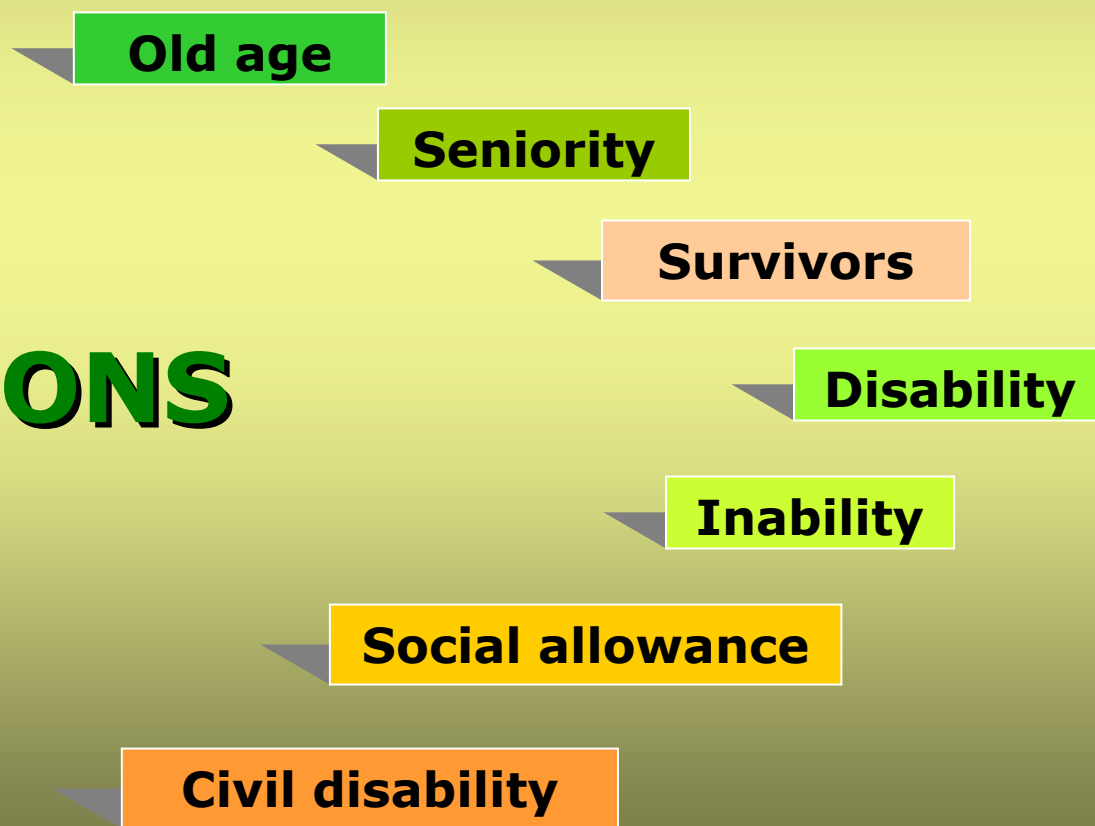 Old age
Seniority
Survivors
ONS
Disability
Inability
Social allowance
Civil disability